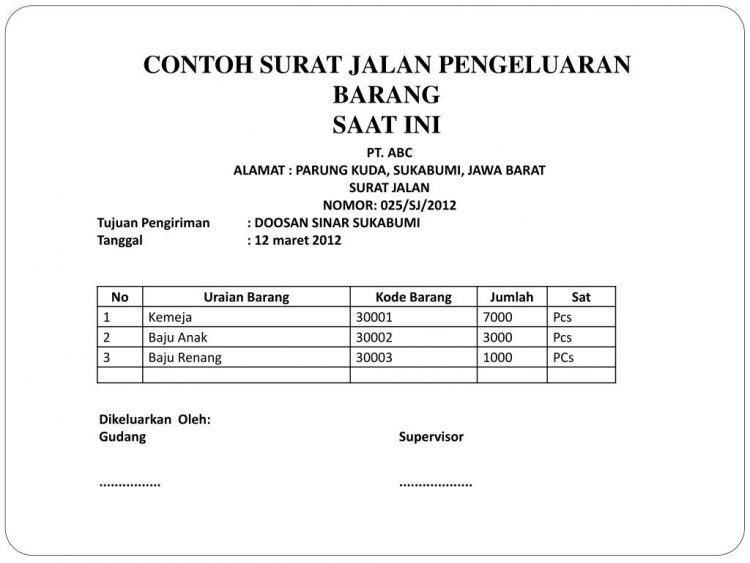 CONTOH SURAT JALAN PENGELUARAN
BARANG
SAAT INI
PT. ABC
ALAMAT : PARUNG KUDA, SUKABUMI, JAWA BARAT
SURAT JALAN
NOMOR: 025/SJ/2012
Tujuan Pengiriman : DOOSAN SINAR SUKABUMI
Tanggal : 12 maret 2012
No Uraian Barang Kode Barang Jumlah Sat
1 Kemeja 30001 7000 Pcs
2 Baju Anak 30002 3000 Pcs
3 Baju Renang 30003 1000 PCs
Dikeluarkan Oleh:
Gudang Supervisor
................ ...................